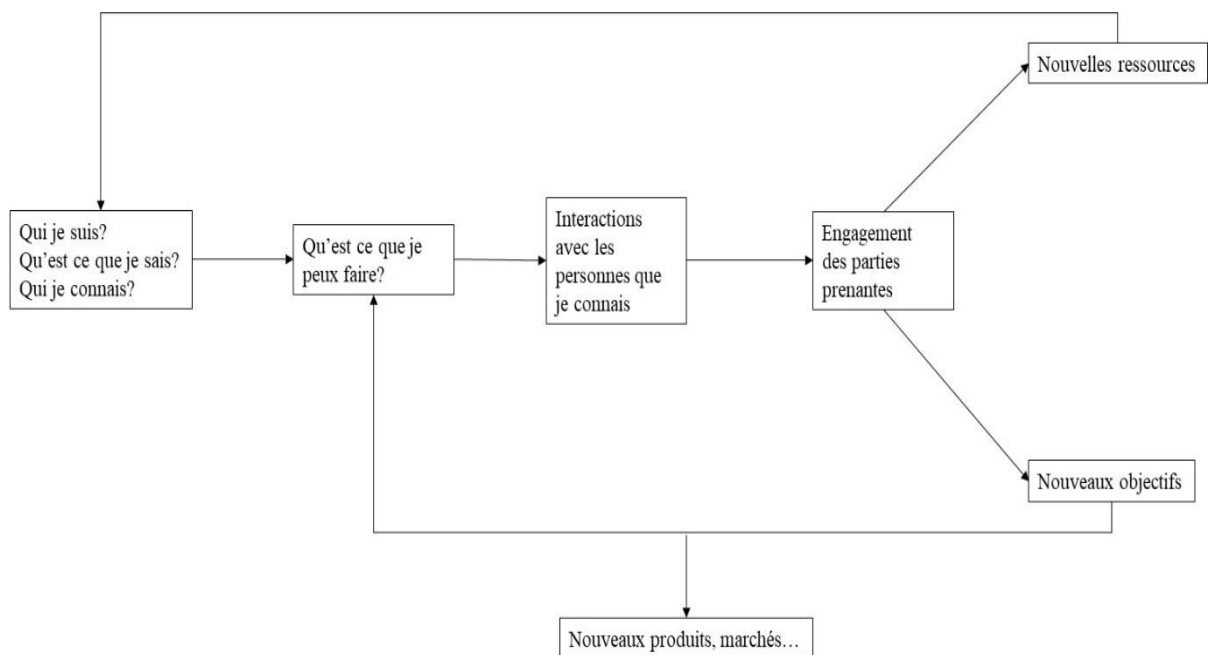 Nouvelles ressources
Qui je suis?
Qu'est ce que je sais?
Qui je connais?
Qu'est ce que je
peux faire?
Interactions
avec les
personnes que
je connais
Engagement
des parties
prenantes
Nouveaux objectifs
Nouveaux produits, marchés…